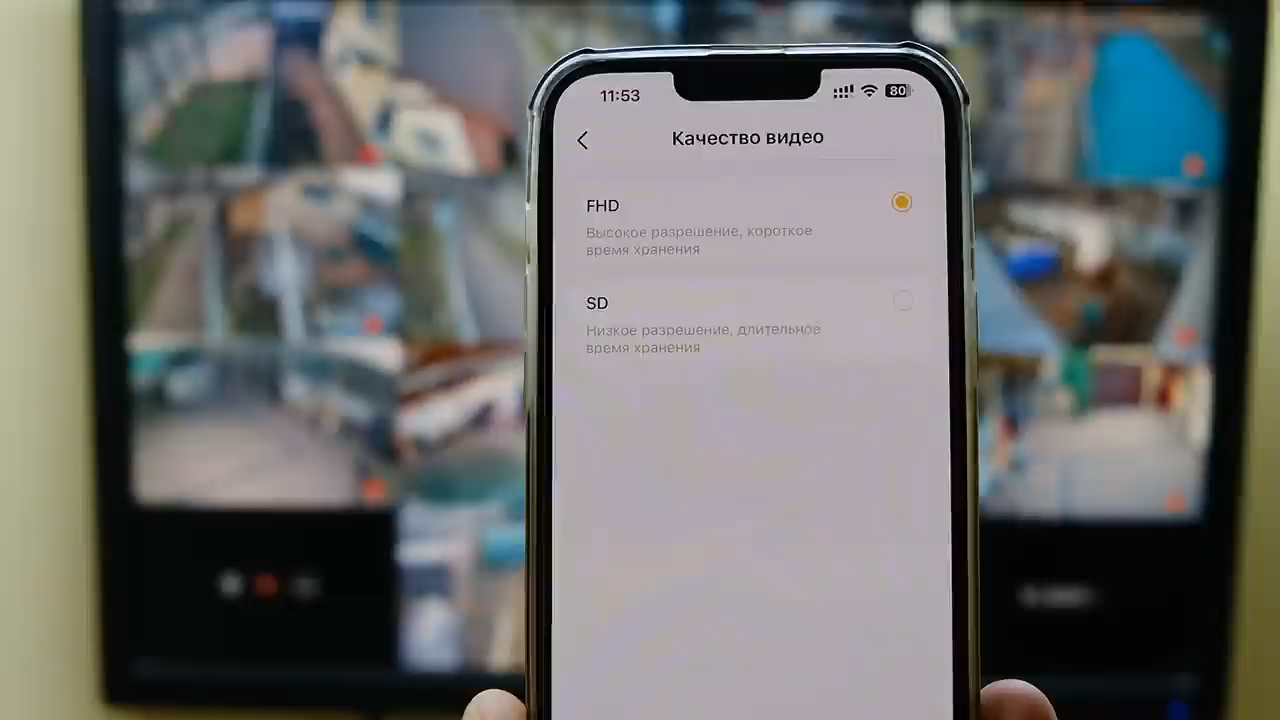 11:53
80
Качество видео
FHD
Высокое разрешение, короткое
время хранения
SD
Низкое разрешение, длительное
время хранения